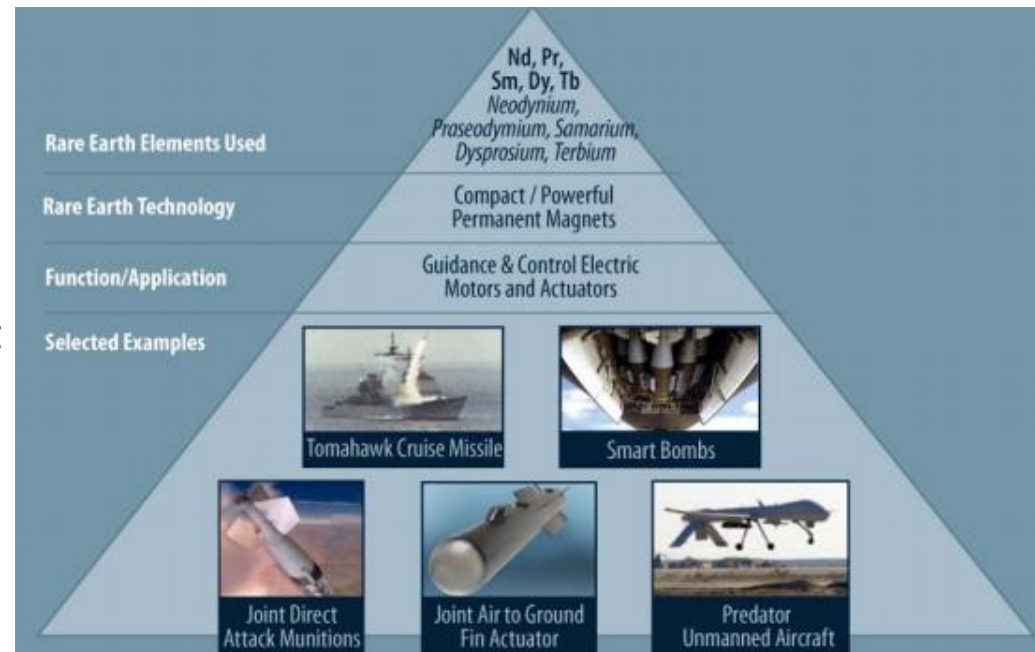 Nd, Pr,
Sm, Dy, Tb
Neodynium,
Praseodymium, Samarium,
Dysprosium, Terbium
Rare Earth Elements Used
Compact / Powerful
Permanent Magnets
Rare Earth Technology
Guidance & Control Electric
Motors and Actuators
Function/Application
Selected Examples
Tomahawk Cruise Missile
Smart Bombs
Joint Direct
Attack Munitions
Joint Air to Ground
Fin Actuator
Predator
Unmanned Aircraft